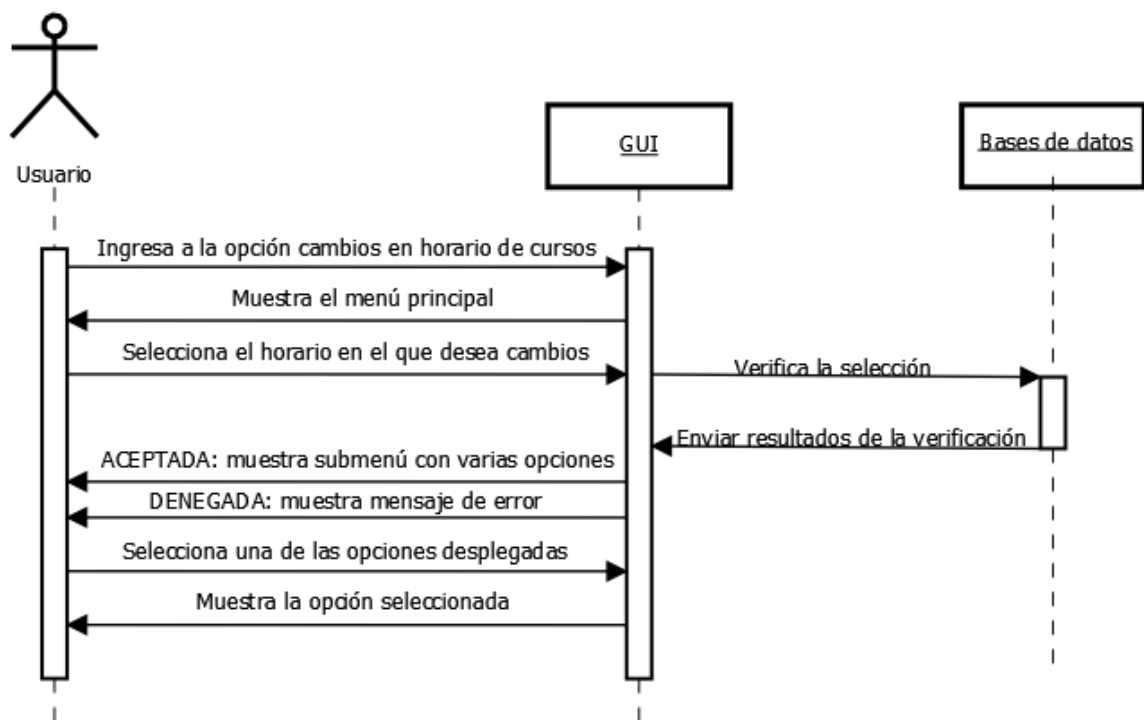 Usuario
GUI
Bases de datos
Ingresa a la opción cambios en horario de cursos
Muestra el menú principal
Selecciona el horario en el que desea cambios
Verifica la selección
Enviar resultados de la verificación
ACEPTADA: muestra submenú con varias opciones
DENEGADA: muestra mensaje de error
Selecciona una de las opciones desplegadas
Muestra la opción seleccionada